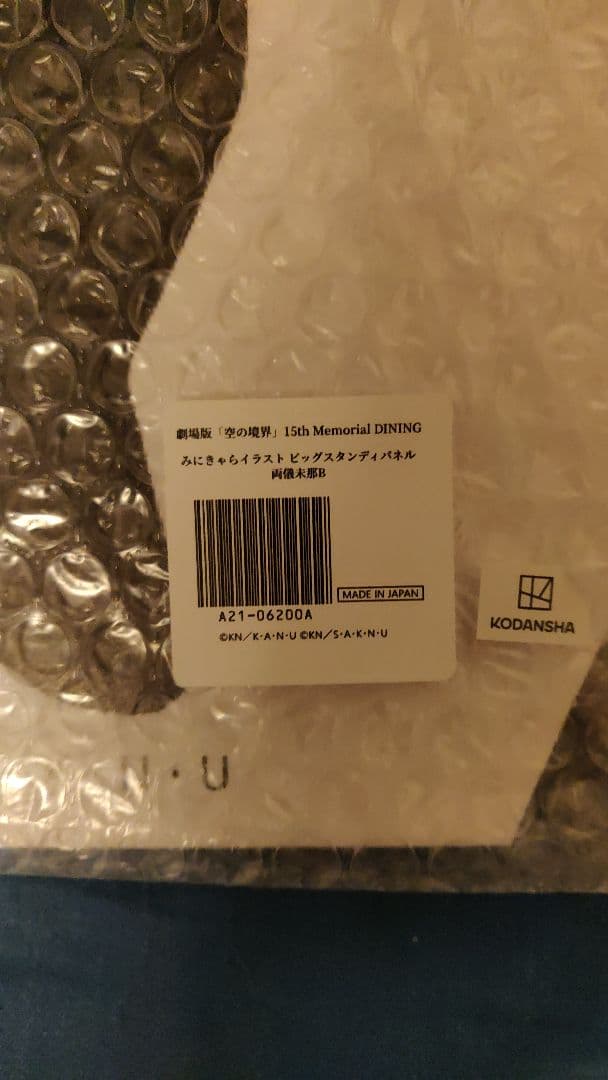 劇場版「空の境界」15th Memorial DINING
みにきゃらイラスト ビッグスタンディパネル
両儀未那B
MADE IN JAPAN
A21-06200A
©KN／K・A・N・U ©KN／S・A・K・N・U
KODANSHA
N・U